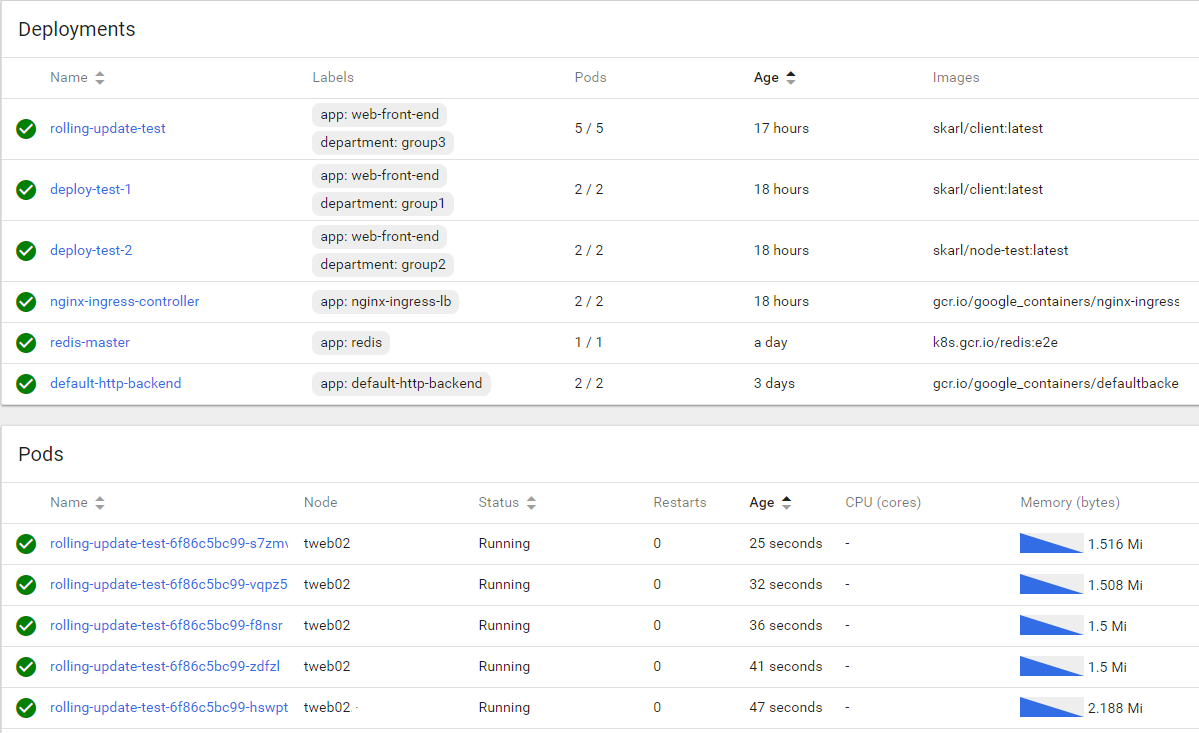 Deployments
Name Labels Pods Age Images
rolling-update-test app: web-front-end department: group3 5 / 5 17 hours skarl/client:latest
deploy-test-1 app: web-front-end department: group1 2 / 2 18 hours skarl/client:latest
deploy-test-2 app: web-front-end department: group2 2 / 2 18 hours skarl/node-test:latest
nginx-ingress-controller app: nginx-ingress-lb 2 / 2 18 hours gcr.io/google_containers/nginx-ingress
redis-master app: redis 1 / 1 a day k8s.gcr.io/redis:e2e
default-http-backend app: default-http-backend 2 / 2 3 days gcr.io/google_containers/defaultbacke
Pods
Name Node Status Restarts Age CPU (cores) Memory (bytes)
rolling-update-test-6f86c5bc99-s7zmv tweb02 Running 0 25 seconds - 1.516 Mi
rolling-update-test-6f86c5bc99-vqpz5 tweb02 Running 0 32 seconds - 1.508 Mi
rolling-update-test-6f86c5bc99-f8nsr tweb02 Running 0 36 seconds - 1.5 Mi
rolling-update-test-6f86c5bc99-zdfzl tweb02 Running 0 41 seconds - 1.5 Mi
rolling-update-test-6f86c5bc99-hswpt tweb02 Running 0 47 seconds - 2.188 Mi